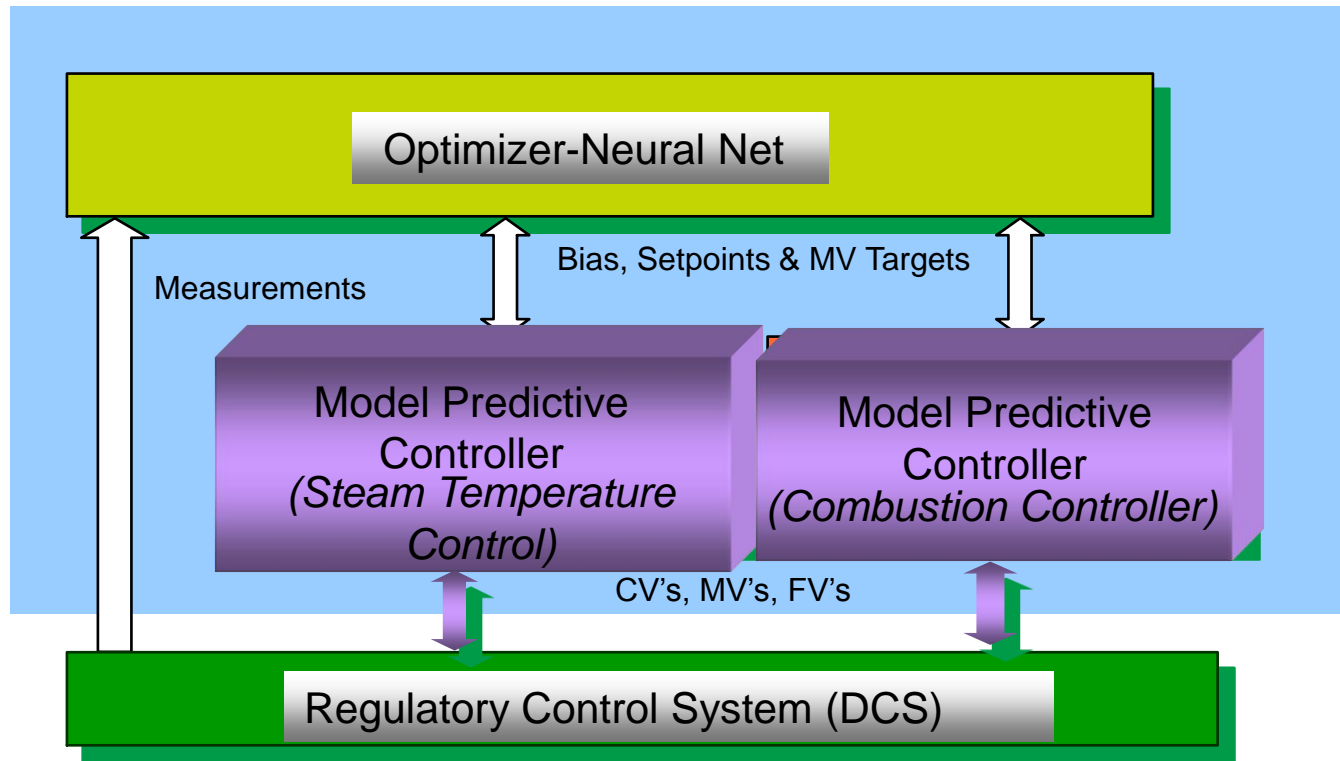 Optimizer-Neural Net
Bias, Setpoints & MV Targets
Measurements
Model Predictive
Controller
(Steam Temperature
Control)
Model Predictive
Controller
(Combustion Controller)
CV’s, MV’s, FV’s
Regulatory Control System (DCS)